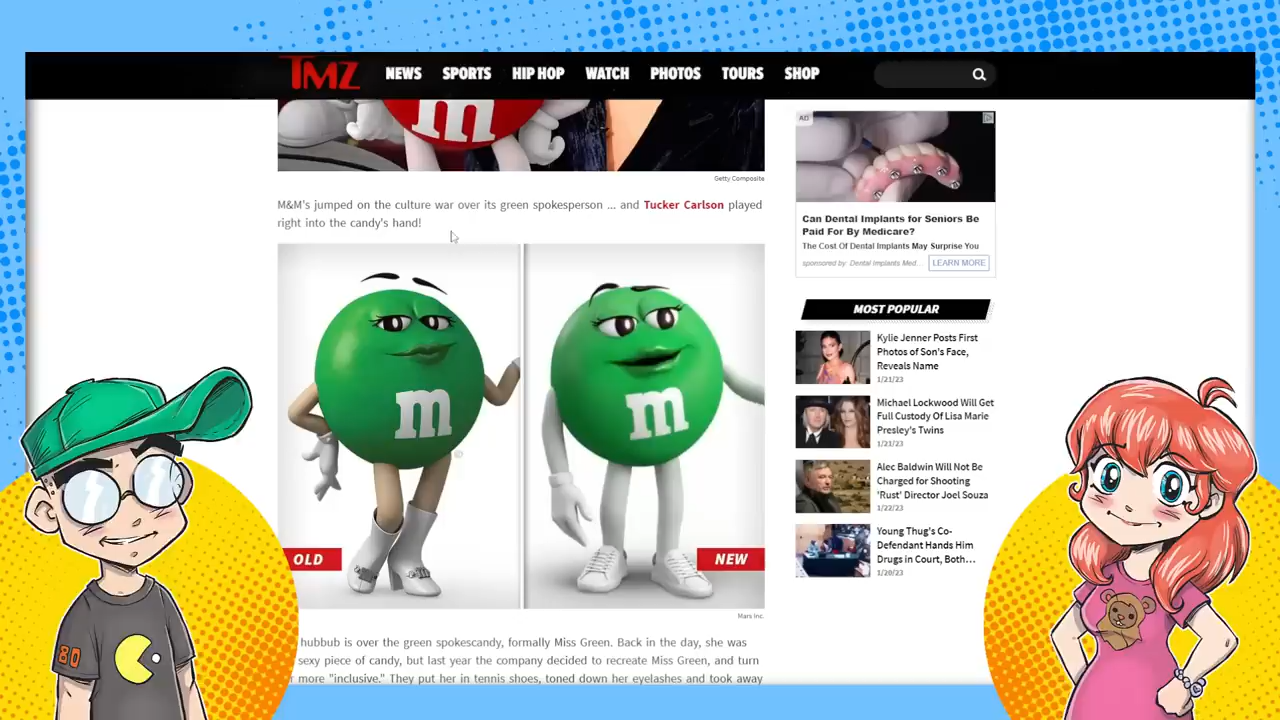 TMZ NEWS SPORTS HIP HOP WATCH PHOTOS TOURS SHOP
m
Getty Composite
M&M's jumped on the culture war over its green spokesperson ... and Tucker Carlson played
right into the candy's hand!
m
m
OLD
NEW
Mars Inc.
hubbub is over the green spokescandy, formally Miss Green. Back in the day, she was
sexy piece of candy, but last year the company decided to recreate Miss Green, and turn
more "inclusive." They put her in tennis shoes, toned down her eyelashes and took away
AD
Can Dental Implants for Seniors Be
Paid For By Medicare?
The Cost Of Dental Implants May Surprise You
sponsored by: Dental Implants Med...
LEARN MORE
MOST POPULAR
Kylie Jenner Posts First
Photos of Son's Face,
Reveals Name
1/21/23
Michael Lockwood Will Get
Full Custody Of Lisa Marie
Presley's Twins
1/21/23
Alec Baldwin Will Not Be
Charged for Shooting
'Rust' Director Joel Souza
1/22/23
Young Thug's Co-
Defendant Hands Him
Drugs in Court, Both...
1/20/23
80